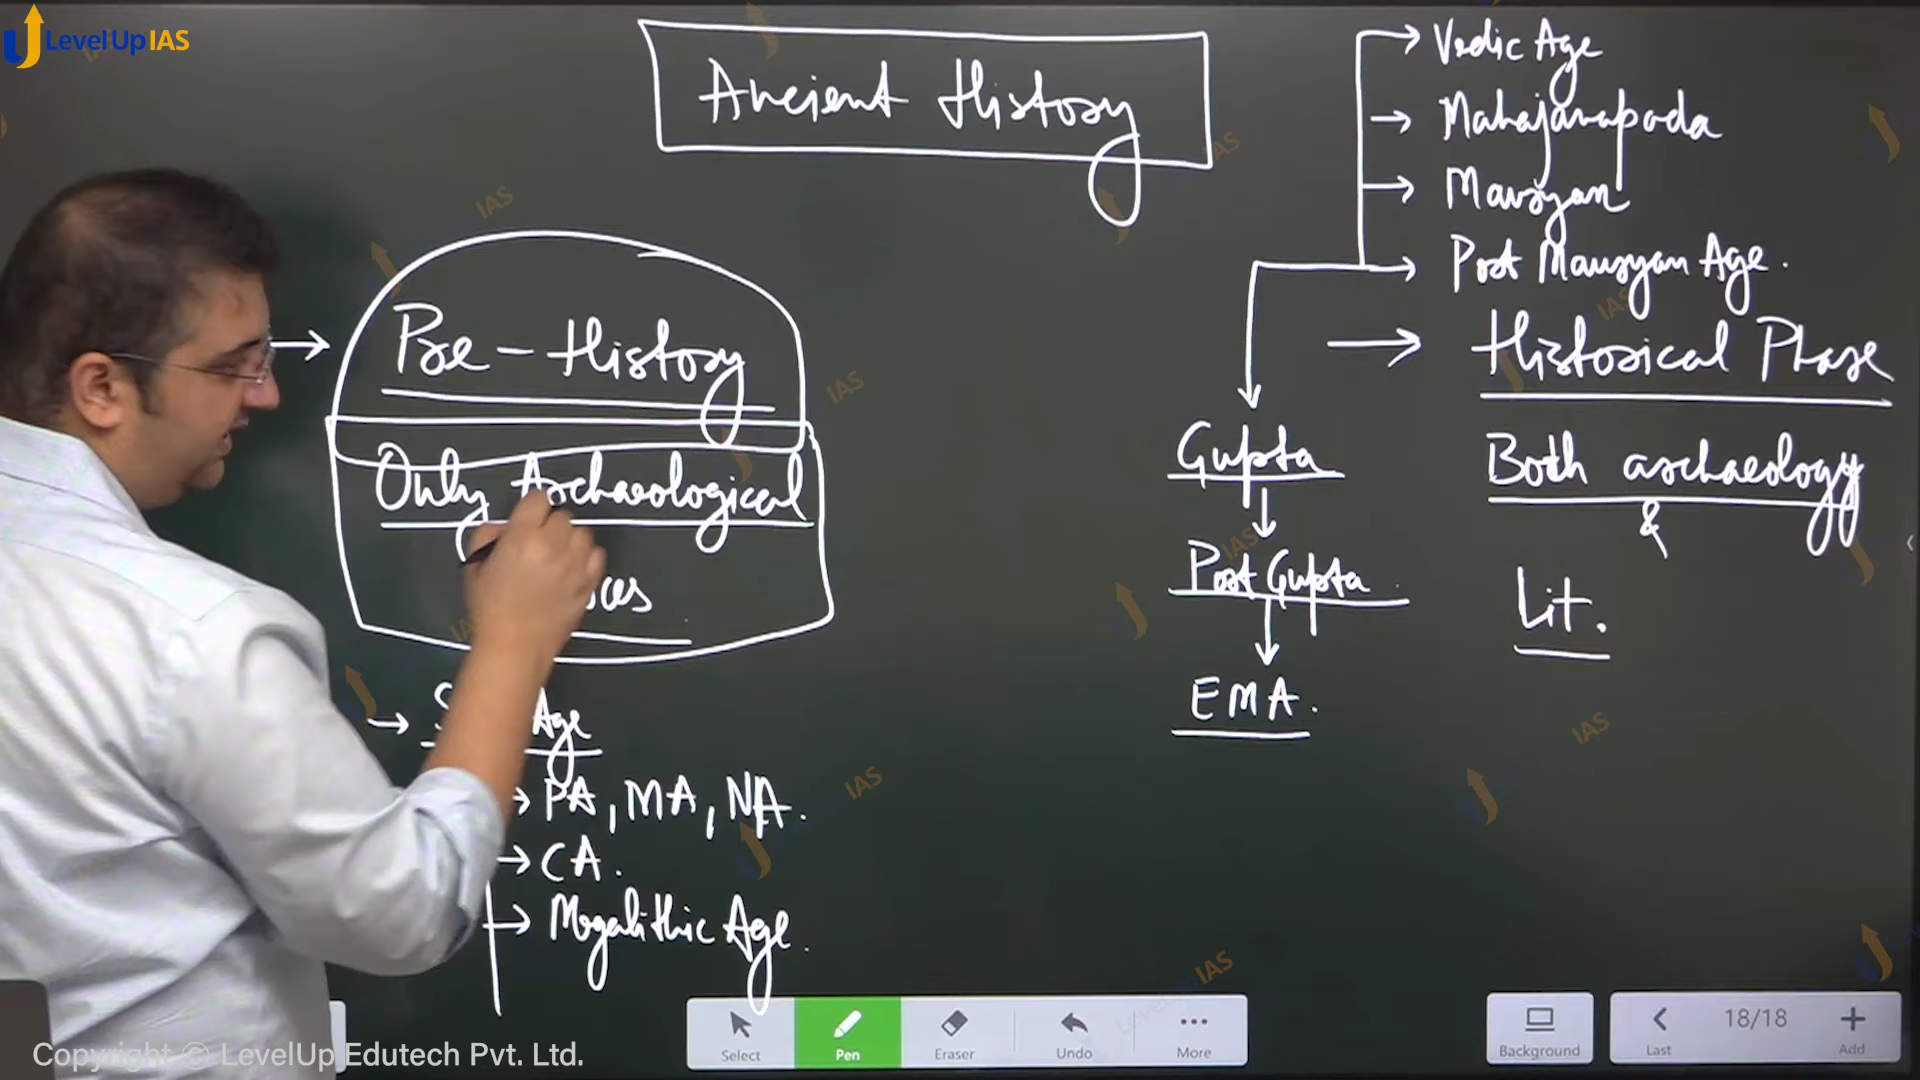 LevelUp IAS
Ancient History
→ Pre-History
Only Archaeological
→ Age
→ PA, MA, NA.
→ CA.
→ Megalithic Age.
→ Vedic Age
→ Mahajanapada
→ Mauryan
→ Post Mauryan Age.
→ Historical Phase
Both archaeology
&
Lit.
Gupta
Post Gupta.
EMA.
Select
Pen
Eraser
Undo
More
Background
Last
18/18
Add
Copyright © LevelUp Edutech Pvt. Ltd.